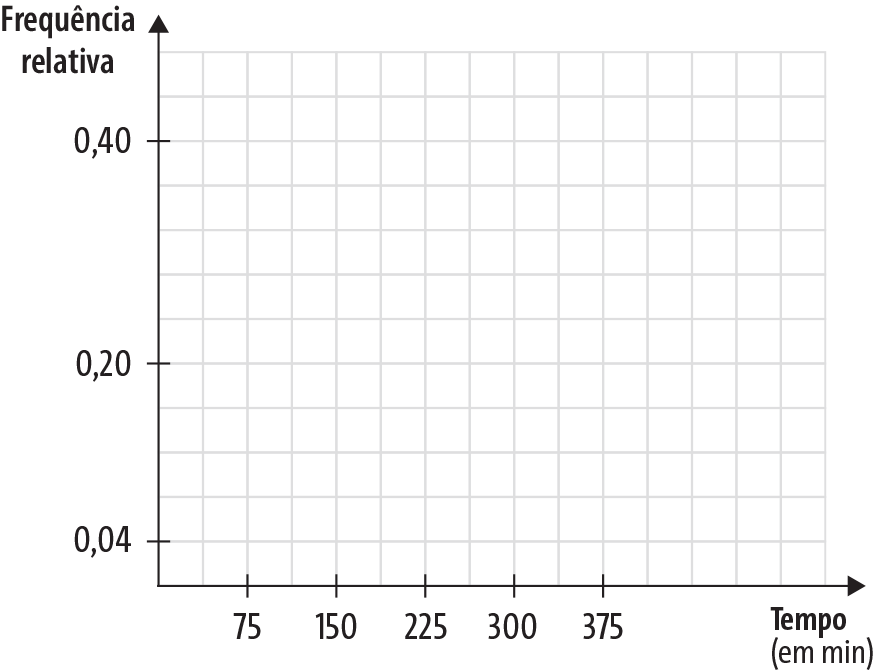 Frequência
relativa
0,40
0,20
0,04
75 150 225 300 375
Tempo
(em min)